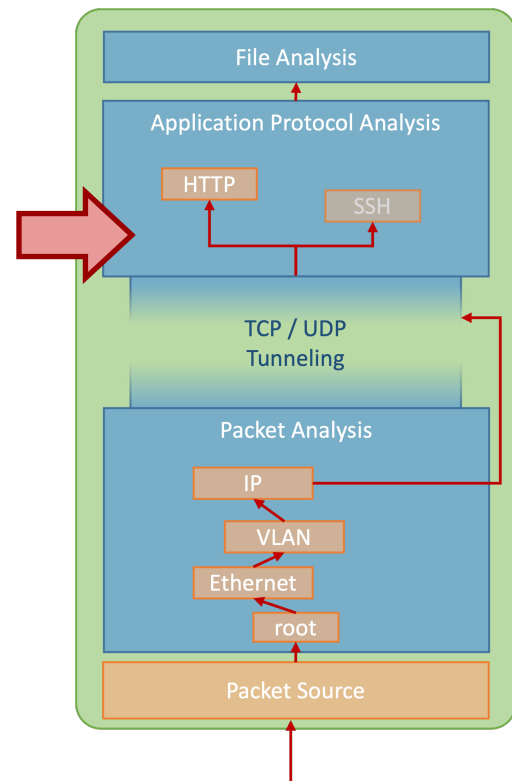 File Analysis
Application Protocol Analysis
HTTP
SSH
TCP / UDP
Tunneling
Packet Analysis
IP
VLAN
Ethernet
root
Packet Source